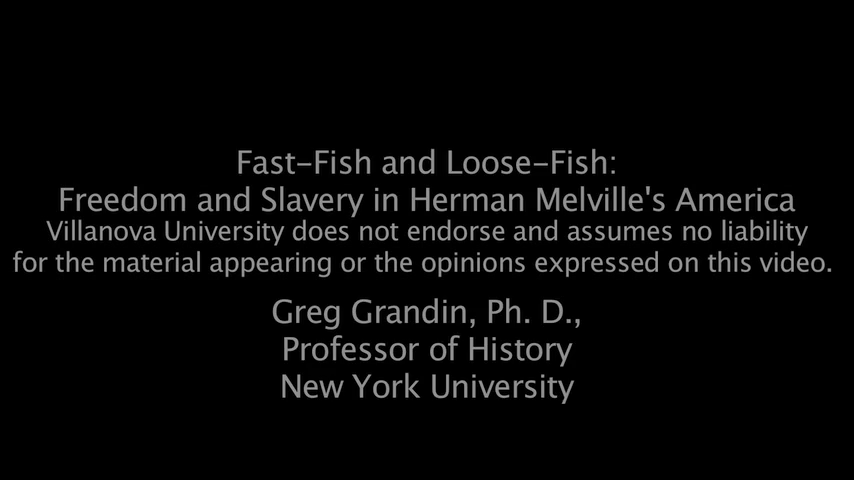 Fast-Fish and Loose-Fish:
Freedom and Slavery in Herman Melville's America
Villanova University does not endorse and assumes no liability
for the material appearing or the opinions expressed on this video.
Greg Grandin, Ph. D.,
Professor of History
New York University